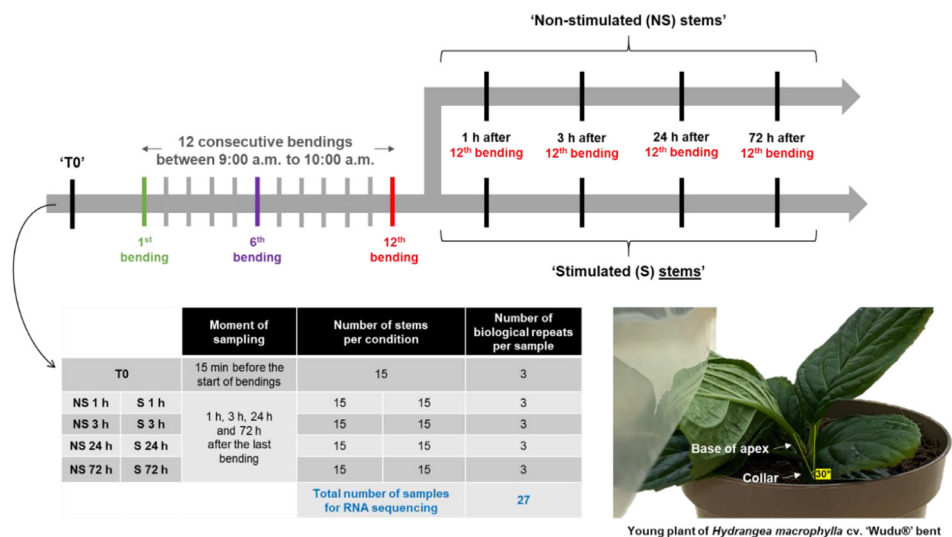 'Non-stimulated (NS) stems'
12 consecutive bendings
between 9:00 a.m. to 10:00 a.m.
'T0'
1 h after
12th bending
3 h after
12th bending
24 h after
12th bending
72 h after
12th bending
1st
bending
6th
bending
12th
bending
'Stimulated (S) stems'
Moment of
sampling
Number of stems
per condition
Number of
biological repeats
per sample
T0
15 min before the
start of bendings
15
3
NS 1 h S 1 h
1 h, 3 h, 24 h
and 72 h
after the last
bending
15 15 3
NS 3 h S 3 h
15 15 3
NS 24 h S 24 h
15 15 3
NS 72 h S 72 h
15 15 3
Total number of samples
for RNA sequencing
27
Base of apex
Collar
30°
Young plant of Hydrangea macrophylla cv. 'Wudu®' bent